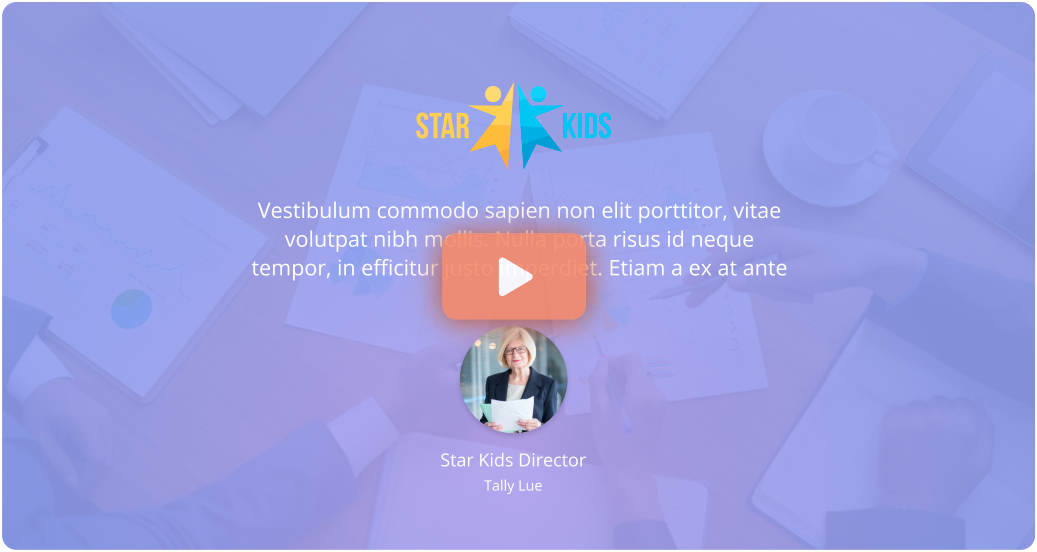 STAR KIDS
Vestibulum commodo sapien non elit porttitor, vitae
volutpat nibh mollis. Nulla porta risus id neque
tempor, in efficitur justo imperdiet. Etiam a ex at ante
Star Kids Director
Tally Lue